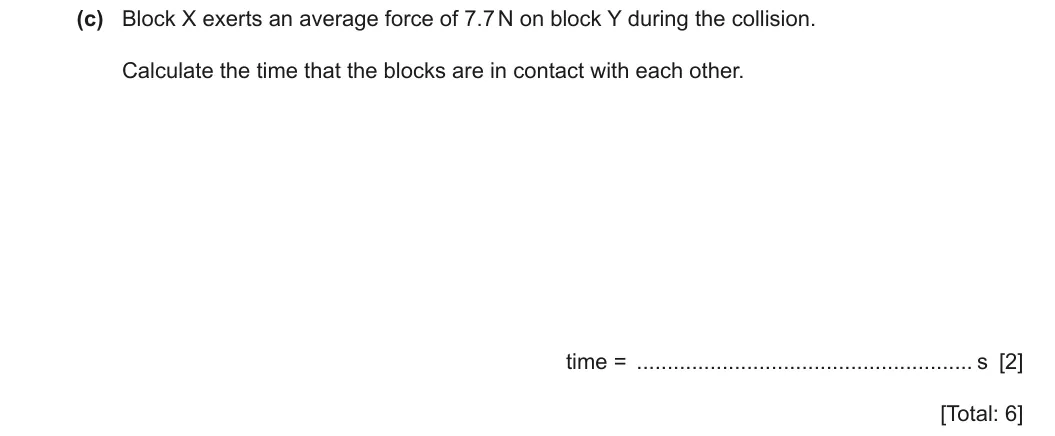 (c) Block X exerts an average force of 7.7 N on block Y during the collision.
Calculate the time that the blocks are in contact with each other.
time = ........................................................ s [2]
[Total: 6]